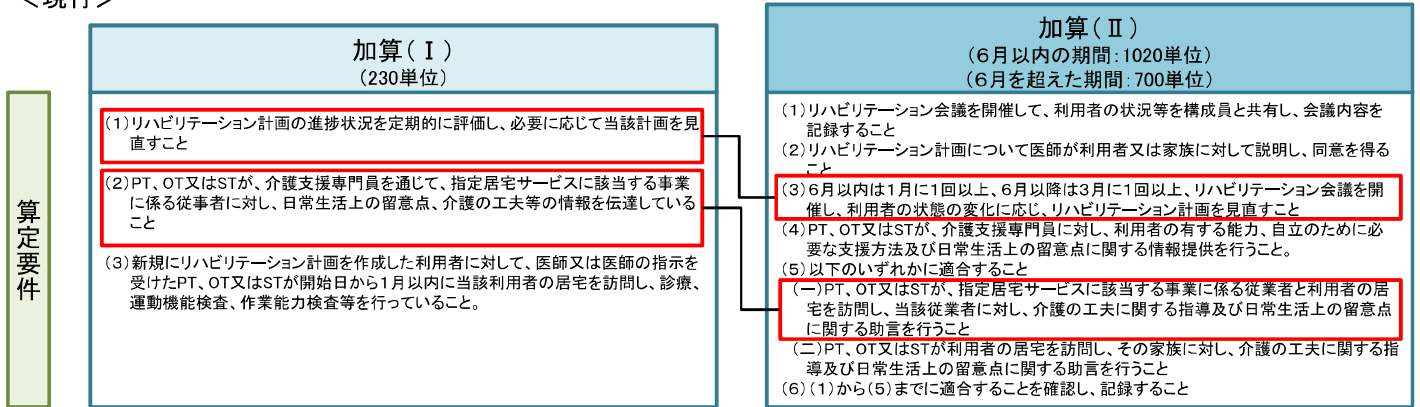 <現行>
加算(Ⅰ)
(230単位)
加算(Ⅱ)
(6月以内の期間:1020単位)
(6月を超えた期間:700単位)
算定要件
(1)リハビリテーション計画の進捗状況を定期的に評価し、必要に応じて当該計画を見
直すこと
(2)PT、OT又はSTが、介護支援専門員を通じて、指定居宅サービスに該当する事業
に係る従事者に対し、日常生活上の留意点、介護の工夫等の情報を伝達している
こと
(3)新規にリハビリテーション計画を作成した利用者に対して、医師又は医師の指示を
受けたPT、OT又はSTが開始日から1月以内に当該利用者の居宅を訪問し、診療、
運動機能検査、作業能力検査等を行っていること。
(1)リハビリテーション会議を開催して、利用者の状況等を構成員と共有し、会議内容を
記録すること
(2)リハビリテーション計画について医師が利用者又は家族に対して説明し、同意を得る
こと
(3)6月以内は1月に1回以上、6月以降は3月に1回以上、リハビリテーション会議を開
催し、利用者の状態の変化に応じ、リハビリテーション計画を見直すこと
(4)PT、OT又はSTが、介護支援専門員に対し、利用者の有する能力、自立のために必
要な支援方法及び日常生活上の留意点に関する情報提供を行うこと。
(5)以下のいずれかに適合すること
(一)PT、OT又はSTが、指定居宅サービスに該当する事業に係る従業者と利用者の居
宅を訪問し、当該従業者に対し、介護の工夫に関する指導及び日常生活上の留意点
に関する助言を行うこと
(二)PT、OT又はSTが利用者の居宅を訪問し、その家族に対し、介護の工夫に関する指
導及び日常生活上の留意点に関する助言を行うこと
(6)(1)から(5)までに適合することを確認し、記録すること